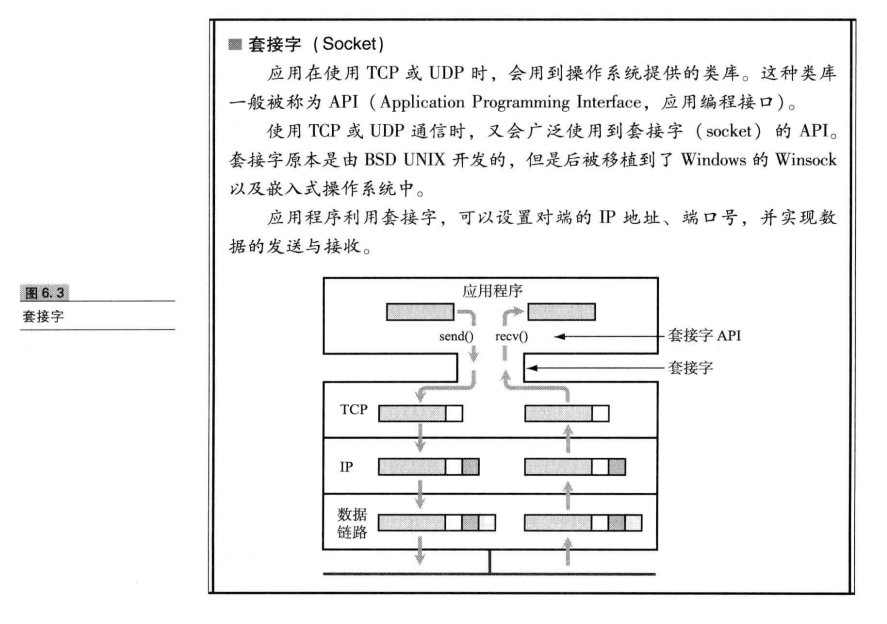 ■ 套接字 (Socket)
应用在使用 TCP 或 UDP 时，会用到操作系统提供的类库。这种类库
一般被称为 API（Application Programming Interface，应用编程接口）。
使用 TCP 或 UDP 通信时，又会广泛使用到套接字（socket）的 API。
套接字原本是由 BSD UNIX 开发的，但是后被移植到了 Windows 的 Winsock
以及嵌入式操作系统中。
应用程序利用套接字，可以设置对端的 IP 地址、端口号，并实现数
据的发送与接收。
图 6.3
套接字
应用程序
send() recv()
套接字 API
套接字
TCP
IP
数据
链路